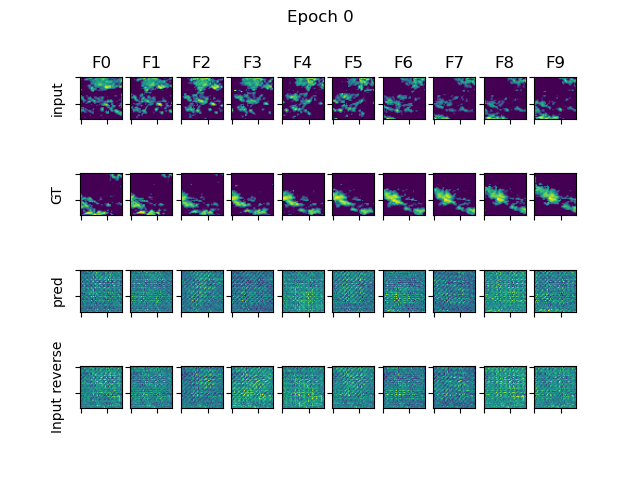 Epoch 0
F0 F1 F2 F3 F4 F5 F6 F7 F8 F9
input
GT
pred
Input reverse